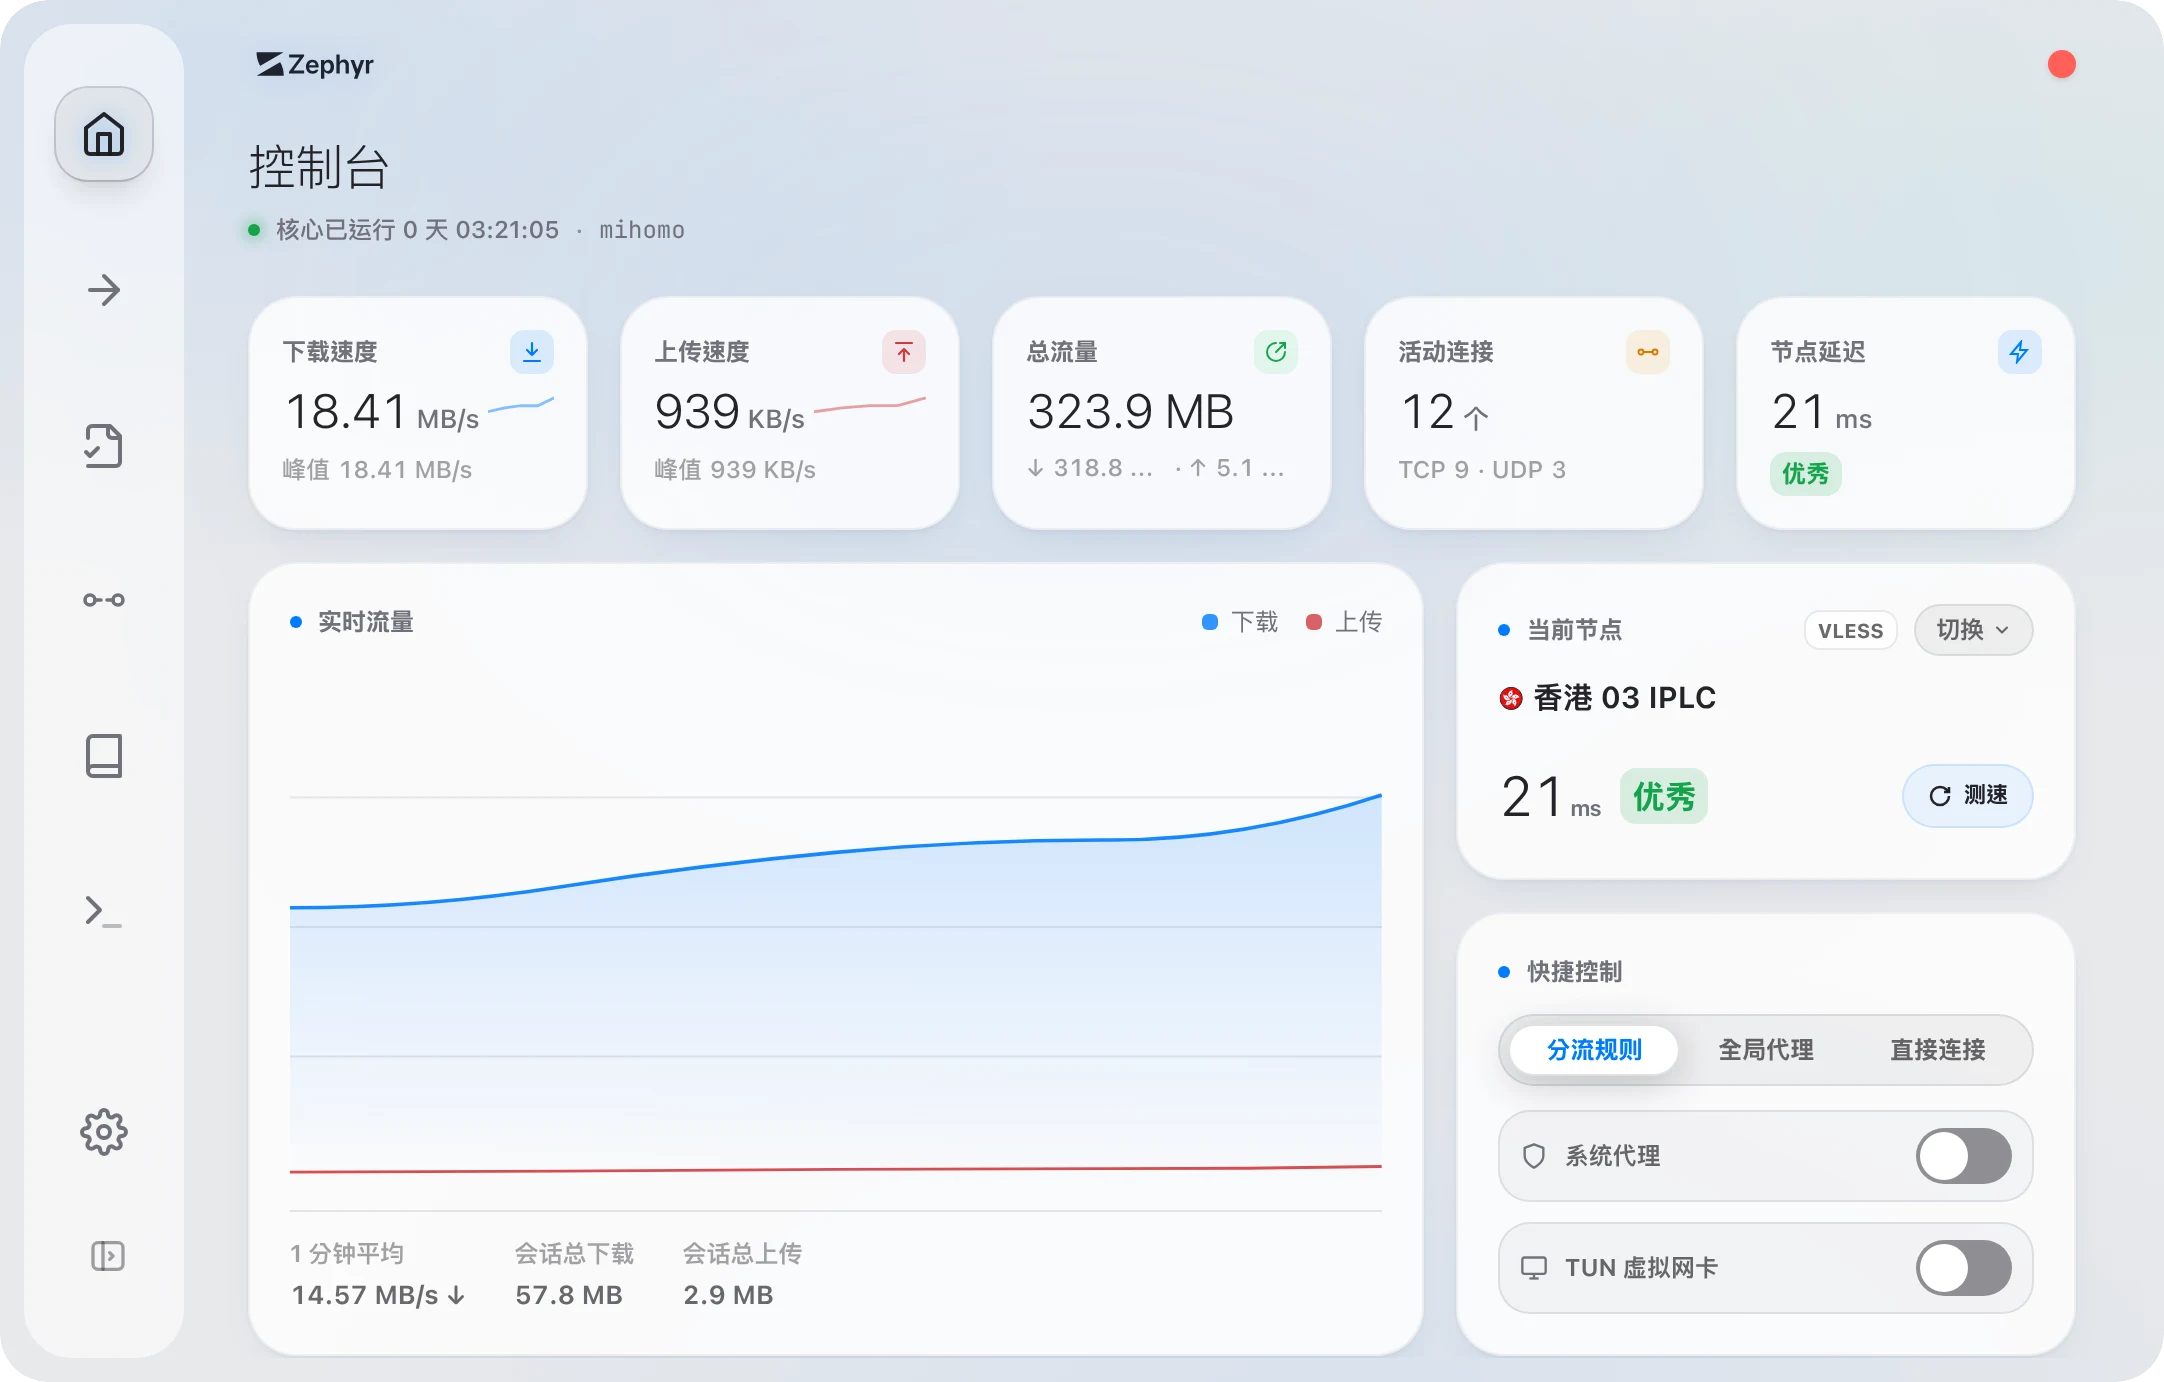 Zephyr
控制台
核心已运行 0 天 03:21:05 · mihomo
下载速度
18.41 MB/s
峰值 18.41 MB/s
上传速度
939 KB/s
峰值 939 KB/s
总流量
323.9 MB
↓ 318.8 ... · ↑ 5.1 ...
活动连接
12 个
TCP 9 · UDP 3
节点延迟
21 ms
优秀
实时流量
下载 上传
1 分钟平均
14.57 MB/s ↓
会话总下载
57.8 MB
会话总上传
2.9 MB
当前节点
VLESS
切换
香港 03 IPLC
21 ms 优秀
测速
快捷控制
分流规则 全局代理 直接连接
系统代理
TUN 虚拟网卡